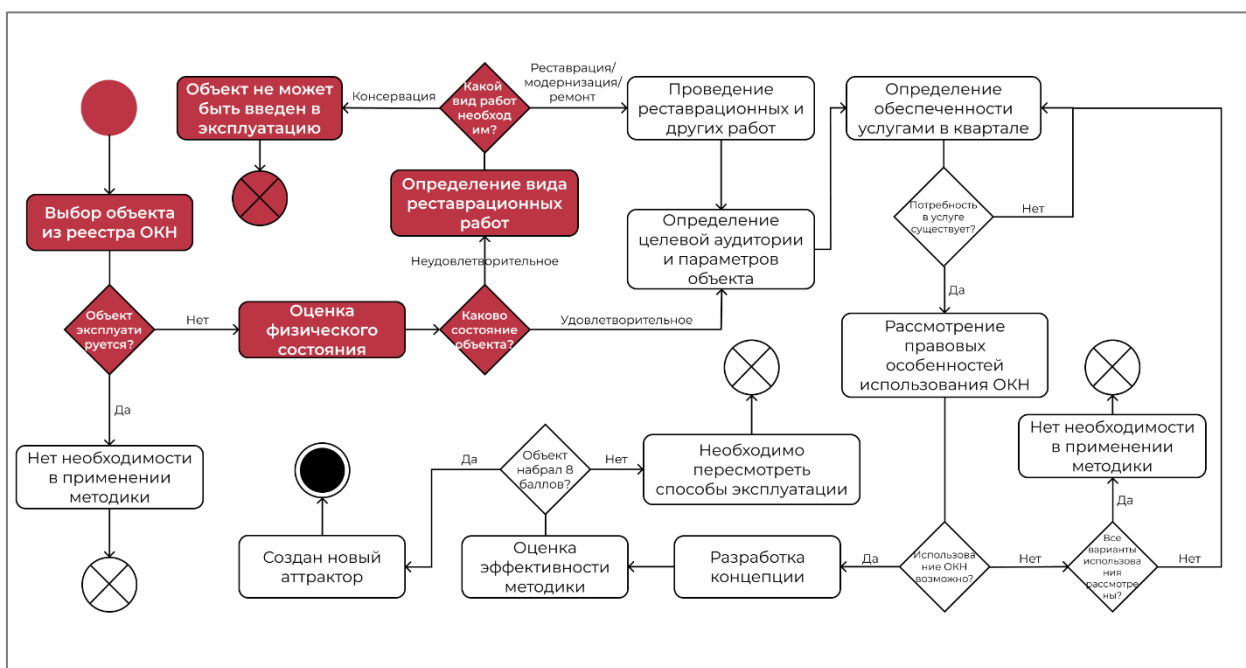 Реставрация/
модернизация/
ремонт
Объект не может
быть введен в
эксплуатацию
Консервация
Какой
вид работ
необход
им?
Проведение
реставрационных и
других работ
Определение
обеспеченности
услугами в квартале
Выбор объекта
из реестра ОКН
Определение вида
реставрационных
работ
Определение
целевой аудитории
и параметров
объекта
Потребность
в услуге
существует?
Нет
Неудовлетворительное
Да
Объект
эксплуати
руется?
Нет
Оценка
физического
состояния
Каково
состояние
объекта?
Удовлетворительное
Рассмотрение
правовых
особенностей
использования ОКН
Да
Нет необходимости
в применении
методики
Да
Объект
набрал 8
баллов?
Нет
Необходимо
пересмотреть
способы эксплуатации
Нет необходимости
в применении
методики
Да
Создан новый
аттрактор
Оценка
эффективности
методики
Разработка
концепции
Да
Использова
ние ОКН
возможно?
Нет
Все
варианты
использова
ния
рассмотре
ны?
Нет